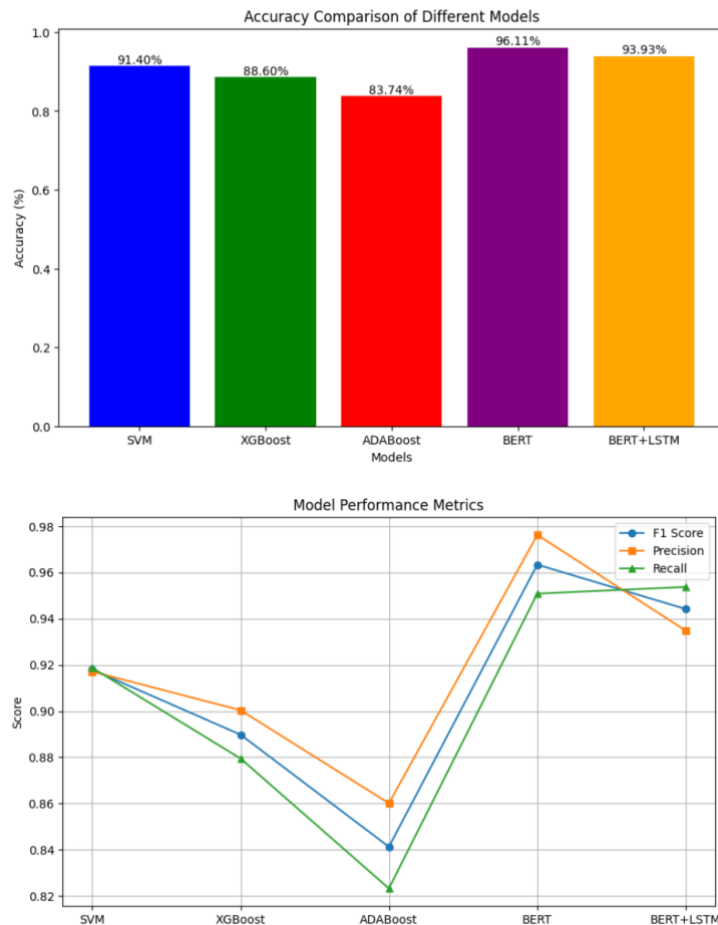 Accuracy Comparison of Different Models
1.0
0.8
0.6
0.4
0.2
0.0
Accuracy (%)
91.40%
88.60%
83.74%
96.11%
93.93%
SVM XGBoost ADABoost BERT BERT+LSTM
Models
Model Performance Metrics
0.98
0.96
0.94
0.92
0.90
0.88
0.86
0.84
0.82
Score
F1 Score
Precision
Recall
SVM XGBoost ADABoost BERT BERT+LSTM